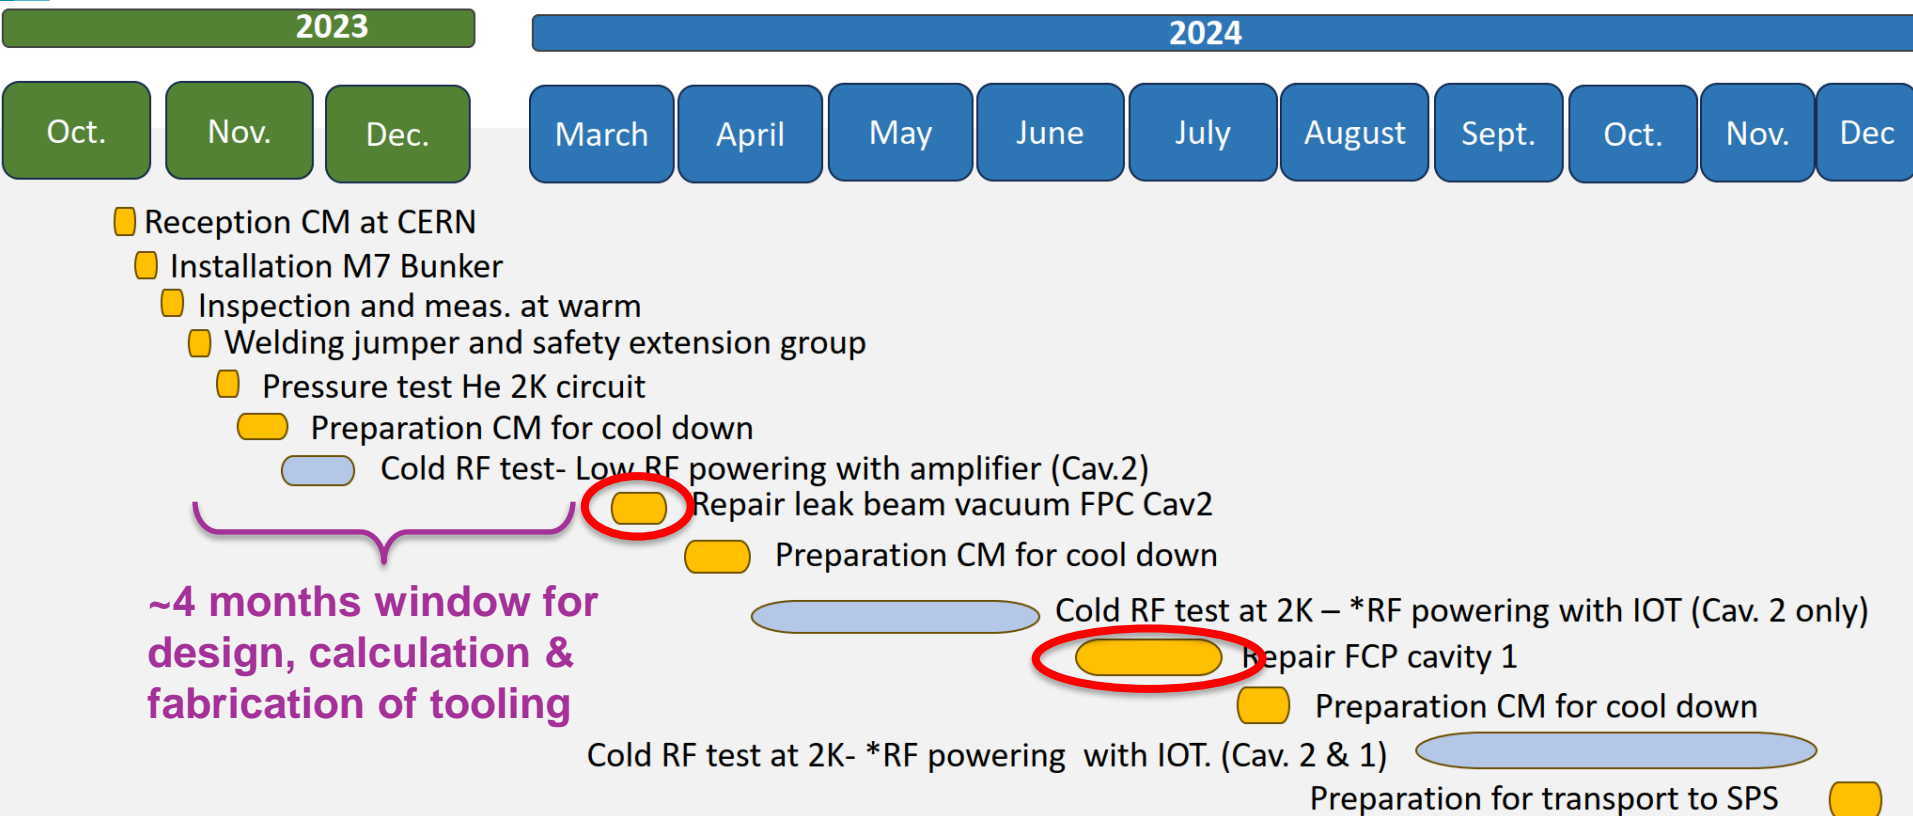 2023
2024
Oct.
Nov.
Dec.
March
April
May
June
July
August
Sept.
Oct.
Nov.
Dec
Reception CM at CERN
Installation M7 Bunker
Inspection and meas. at warm
Welding jumper and safety extension group
Pressure test He 2K circuit
Preparation CM for cool down
Cold RF test- Low RF powering with amplifier (Cav.2)
Repair leak beam vacuum FPC Cav2
Preparation CM for cool down
~4 months window for
design, calculation &
fabrication of tooling
Cold RF test at 2K – *RF powering with IOT (Cav. 2 only)
Repair FCP cavity 1
Preparation CM for cool down
Cold RF test at 2K- *RF powering with IOT. (Cav. 2 & 1)
Preparation for transport to SPS